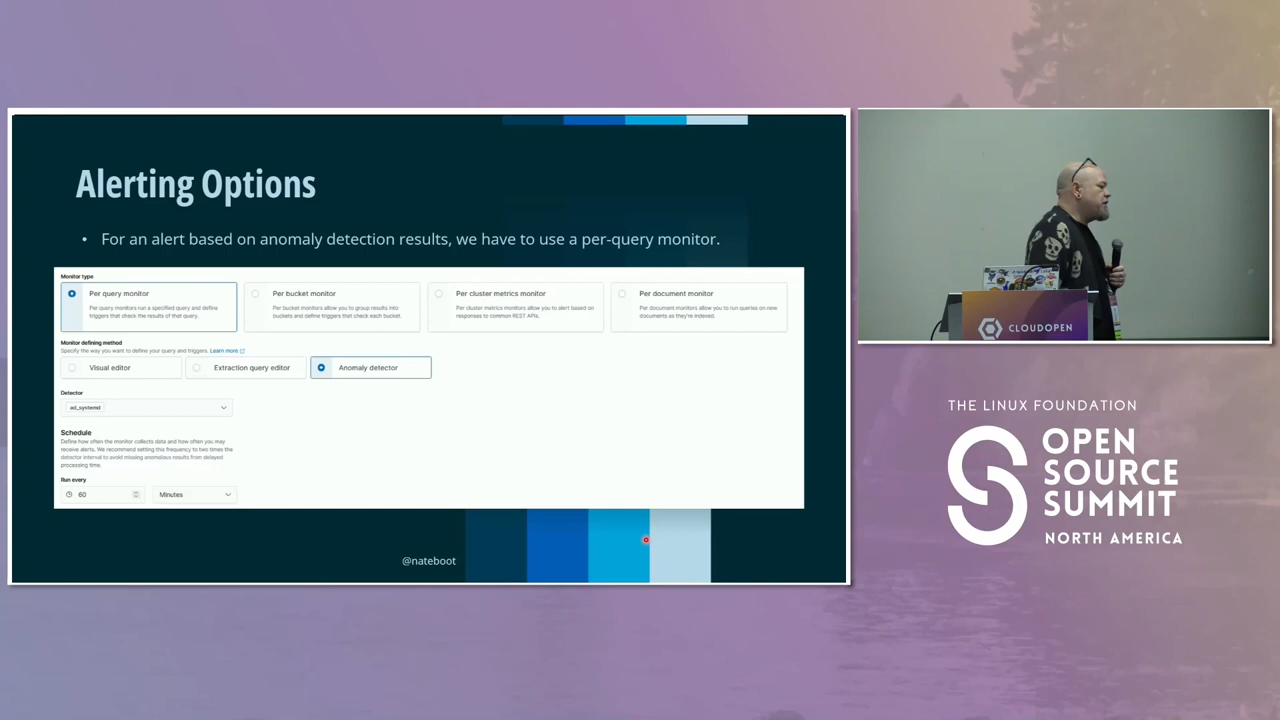 Alerting Options
• For an alert based on anomaly detection results, we have to use a per-query monitor.
Monitor type
Per query monitor
Per query monitors run a specified query and define
triggers that check the results of that query.
Per bucket monitor
Per bucket monitors allow you to group results into
buckets and define triggers that check each bucket.
Per cluster metrics monitor
Per cluster metrics monitors allow you to alert based on
responses to common REST APIs.
Per document monitor
Per document monitors allow you to run queries on new
documents as they're indexed.
Monitor defining method
Specify the way you want to define your query and triggers. Learn more
Visual editor
Extraction query editor
Anomaly detector
Detector
ad_systemd
Schedule
Define how often the monitor collects data and how often you may
receive alerts. We recommend setting this frequency to two times the
detector interval to avoid missing anomalous results from delayed
processing time.
Run every
60
Minutes
@nateboot
CLOUDOPEN
THE LINUX FOUNDATION
OPEN
SOURCE
SUMMIT
NORTH AMERICA